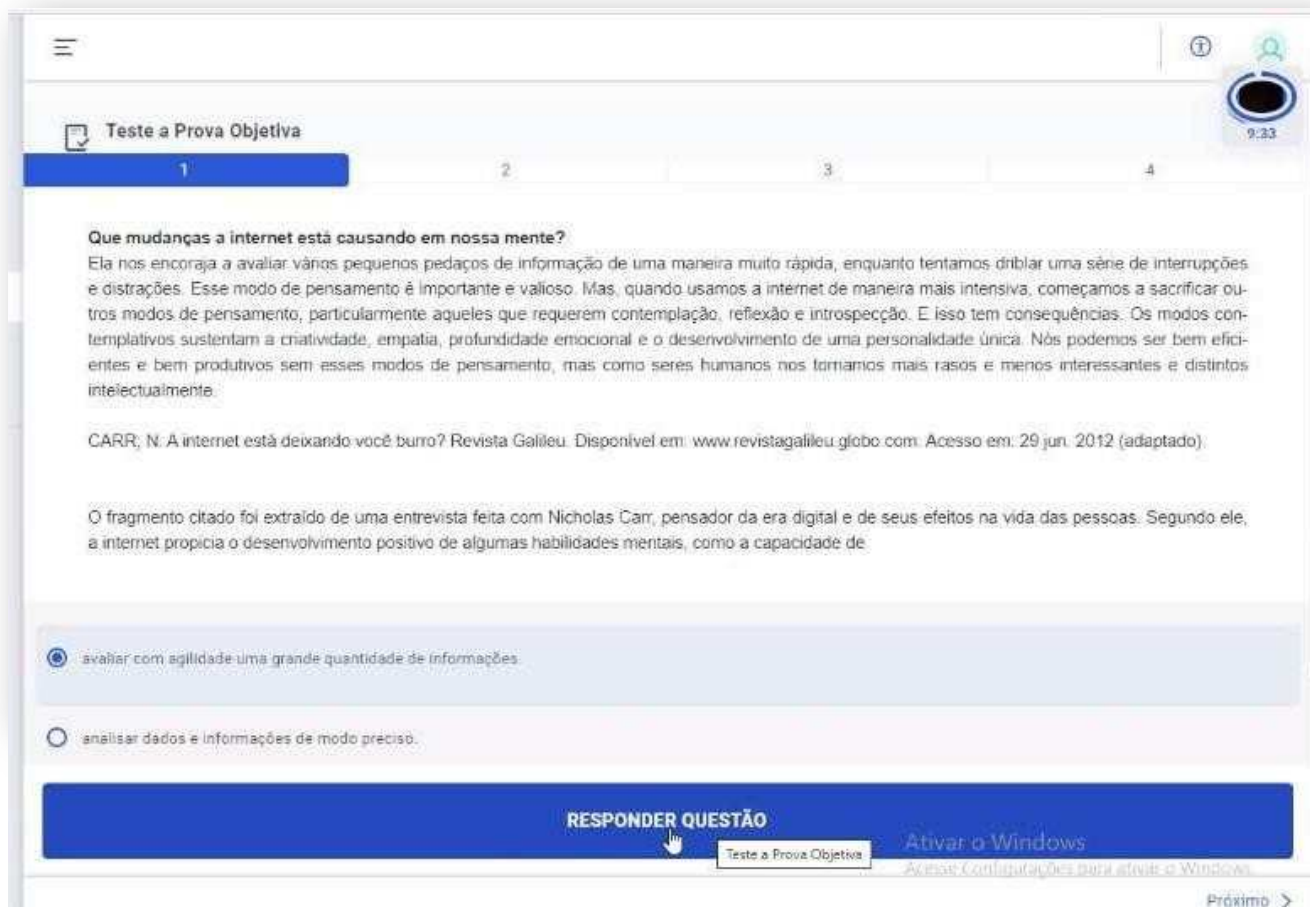 9:33
Teste a Prova Objetiva
1 2 3 4
Que mudanças a internet está causando em nossa mente?
Ela nos encoraja a avaliar vários pequenos pedaços de informação de uma maneira muito rápida, enquanto tentamos driblar uma série de interrupções
e distrações. Esse modo de pensamento é importante e valioso. Mas, quando usamos a internet de maneira mais intensiva, começamos a sacrificar ou-
tros modos de pensamento, particularmente aqueles que requerem contemplação, reflexão e introspecção. E isso tem consequências. Os modos con-
templativos sustentam a criatividade, empatia, profundidade emocional e o desenvolvimento de uma personalidade única. Nós podemos ser bem efici-
entes e bem produtivos sem esses modos de pensamento, mas como seres humanos nos tornamos mais rasos e menos interessantes e distintos
intelectualmente.
CARR, N. A internet está deixando você burro? Revista Galileu. Disponível em: www.revistagalileu.globo.com. Acesso em: 29 jun. 2012 (adaptado).
O fragmento citado foi extraído de uma entrevista feita com Nicholas Carr, pensador da era digital e de seus efeitos na vida das pessoas. Segundo ele,
a internet propicia o desenvolvimento positivo de algumas habilidades mentais, como a capacidade de
avaliar com agilidade uma grande quantidade de informações.
analisar dados e informações de modo preciso.
RESPONDER QUESTÃO
Teste a Prova Objetiva
Ativar o Windows
Acesse Configurações para ativar o Windows.
Próximo >